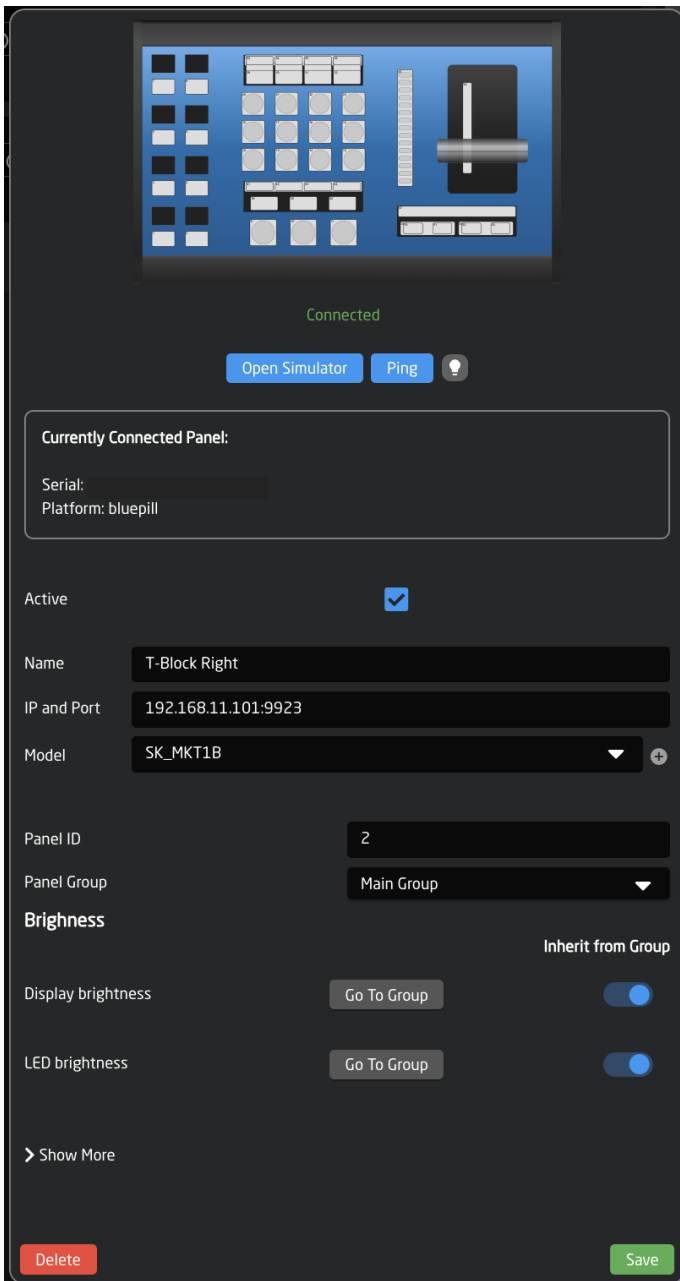 Connected
Open Simulator Ping
Currently Connected Panel:
Serial:
Platform: bluepill
Active
Name T-Block Right
IP and Port 192.168.11.101:9923
Model SK_MKT1B
Panel ID 2
Panel Group Main Group
Brighness
Inherit from Group
Display brightness Go To Group
LED brightness Go To Group
Show More
Delete Save